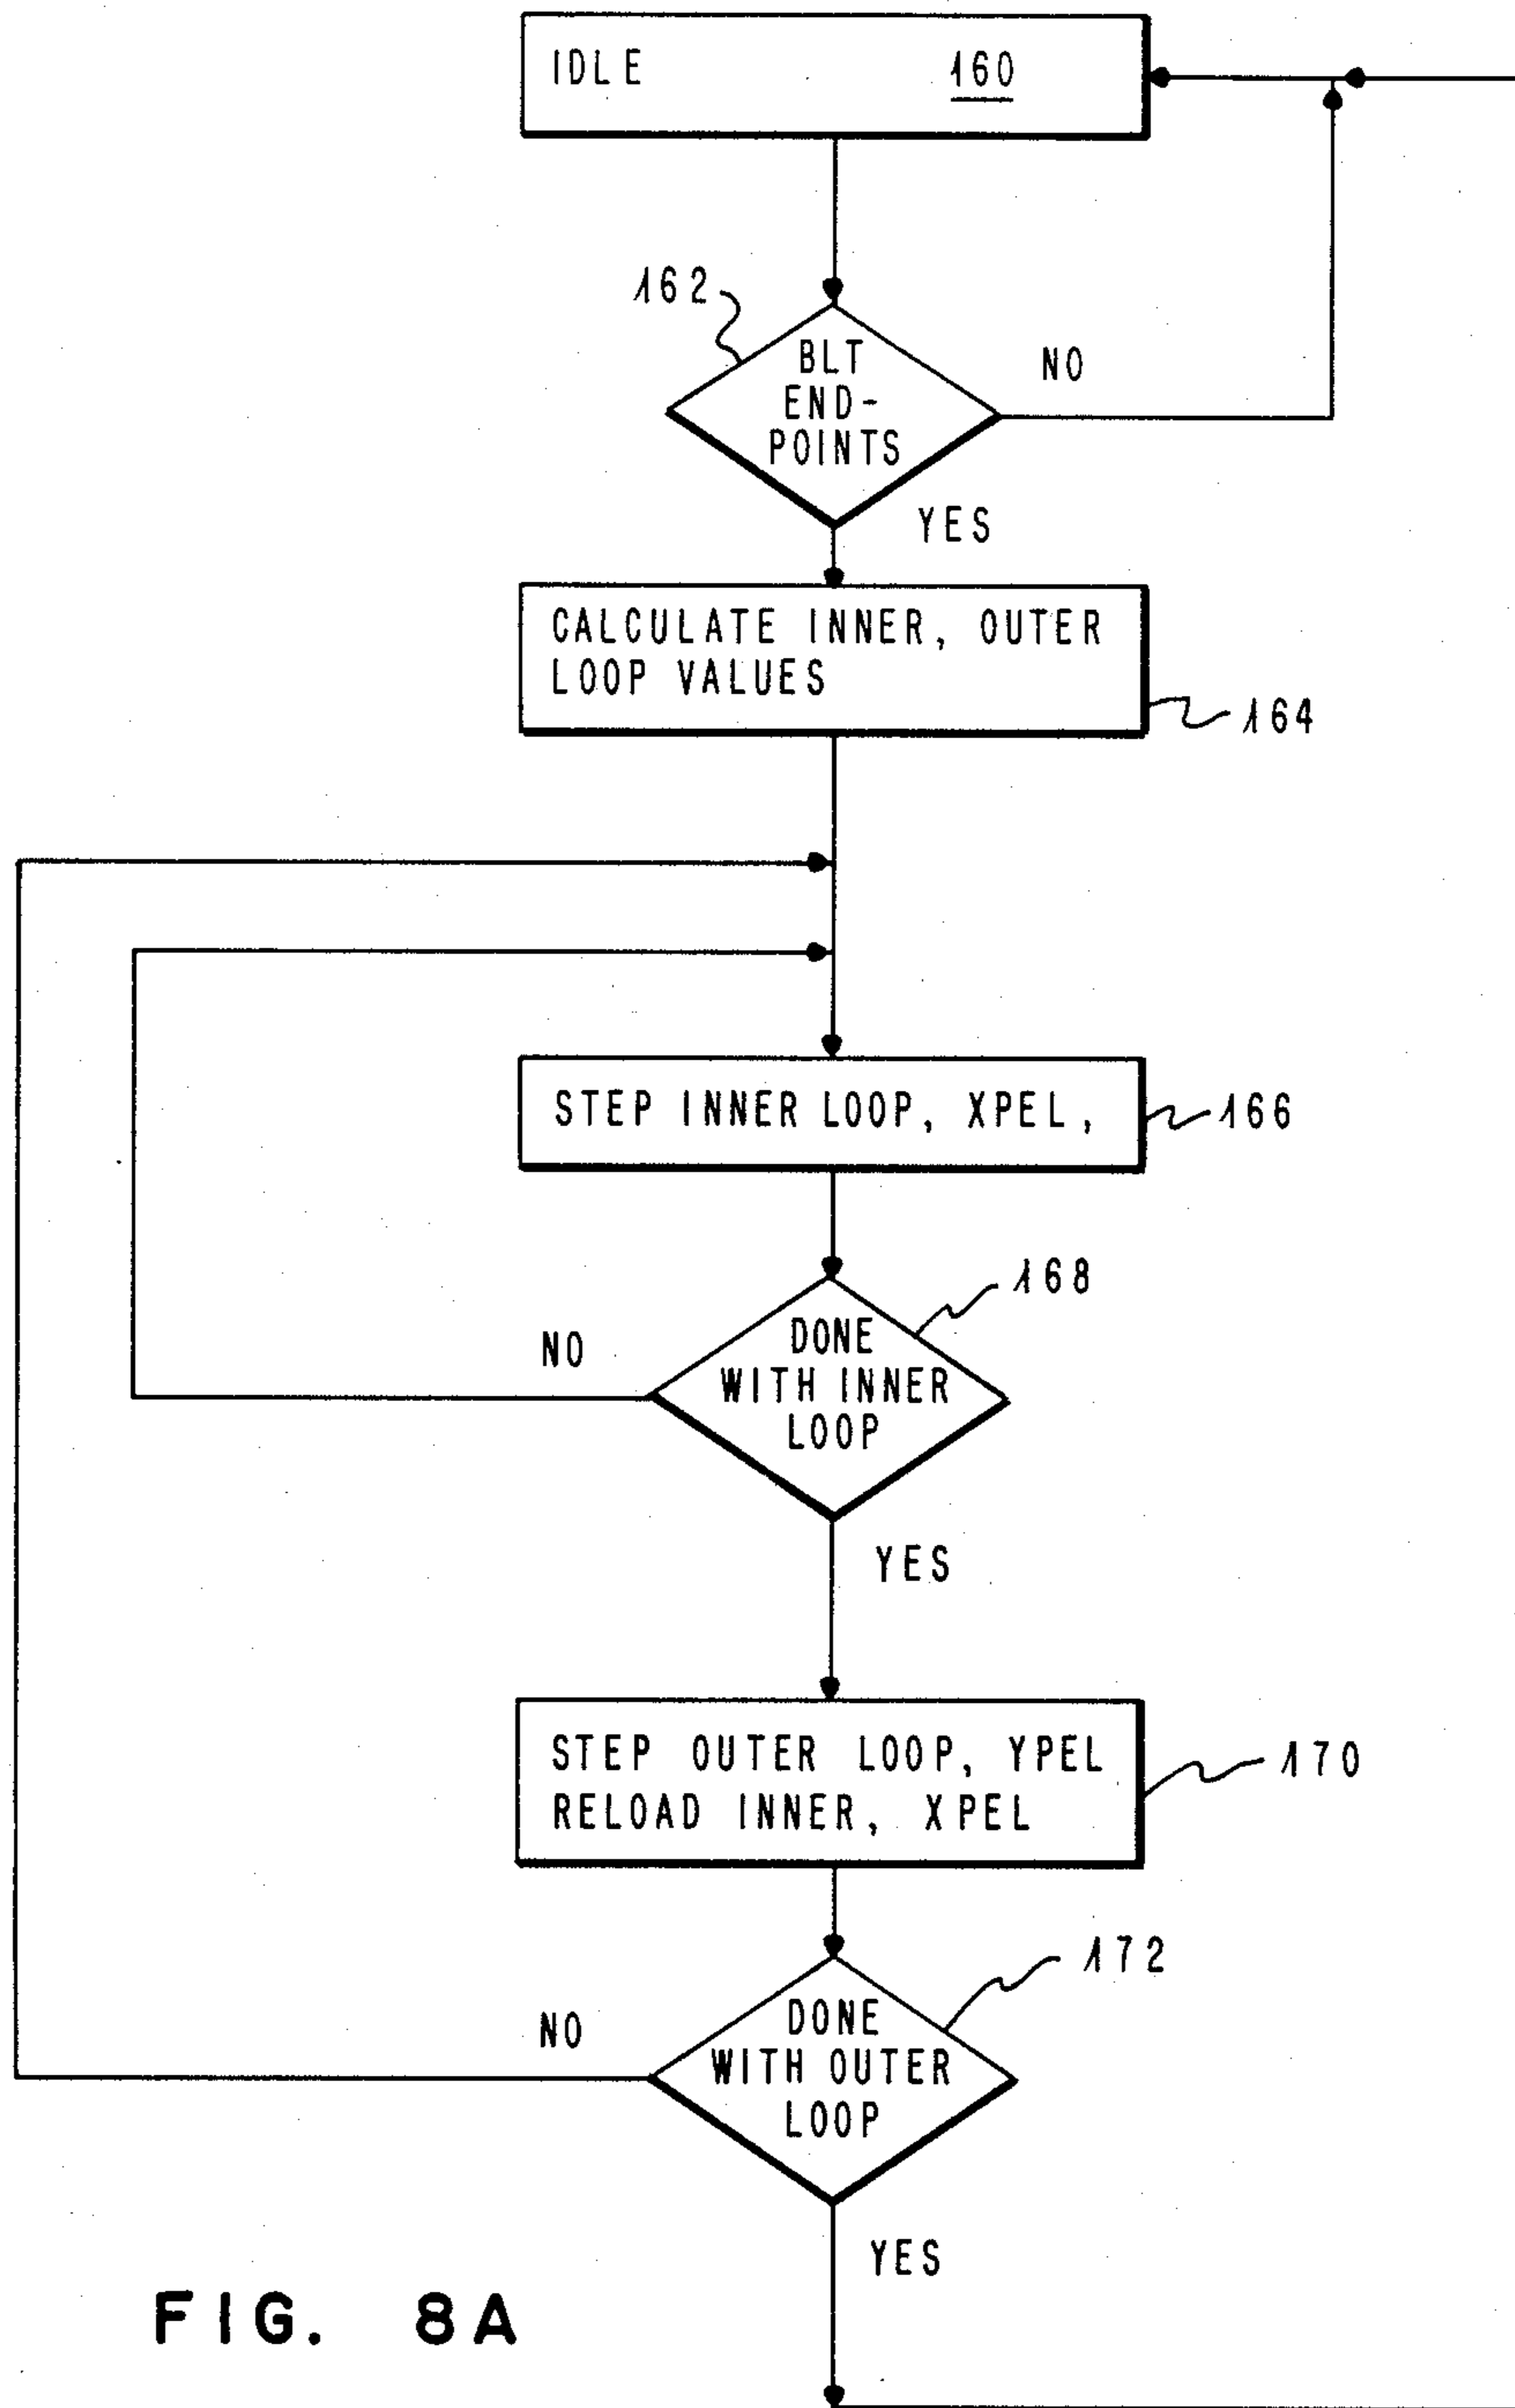 IDLE 160
162
BLT
END-
POINTS
NO
YES
CALCULATE INNER, OUTER
LOOP VALUES
164
STEP INNER LOOP, XPEL,
166
168
DONE
WITH INNER
LOOP
NO
YES
STEP OUTER LOOP, YPEL
RELOAD INNER, XPEL
170
172
DONE
WITH OUTER
LOOP
NO
YES
FIG. 8A